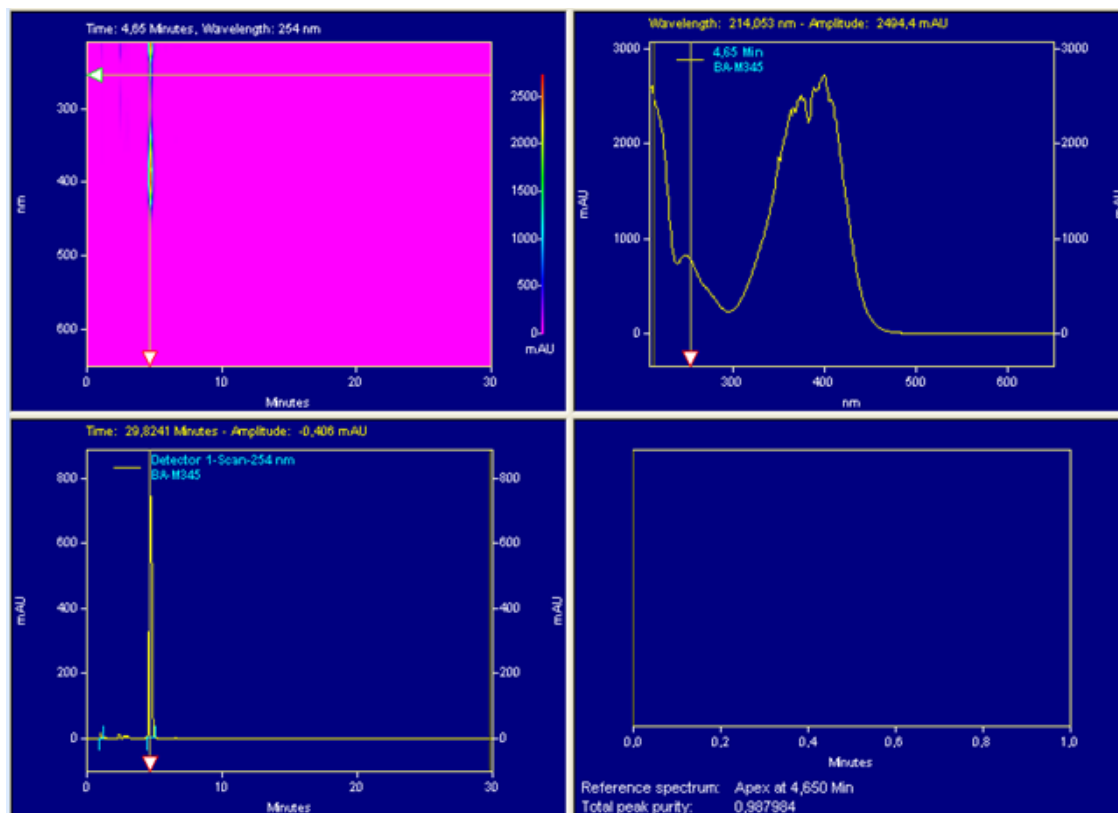 Time: 4,65 Minutes, Wavelength: 254 nm
300
400
500
600
nm
0
10
20
30
Minutes
2500
2000
1500
1000
500
0
mAU
Wavelength: 214,053 nm - Amplitude: 2494,4 mAU
4,65 Min
BA-M345
3000
2000
1000
0
mAU
3000
2000
1000
0
mAU
300
400
500
600
nm
Time: 29,8241 Minutes - Amplitude: -0,406 mAU
Detector 1-Scan-254 nm
BA-M345
800
600
400
200
0
mAU
800
600
400
200
0
mAU
0
10
20
30
Minutes
0,0
0,2
0,4
0,6
0,8
1,0
Minutes
Reference spectrum: Apex at 4,650 Min
Total peak purity: 0,987984